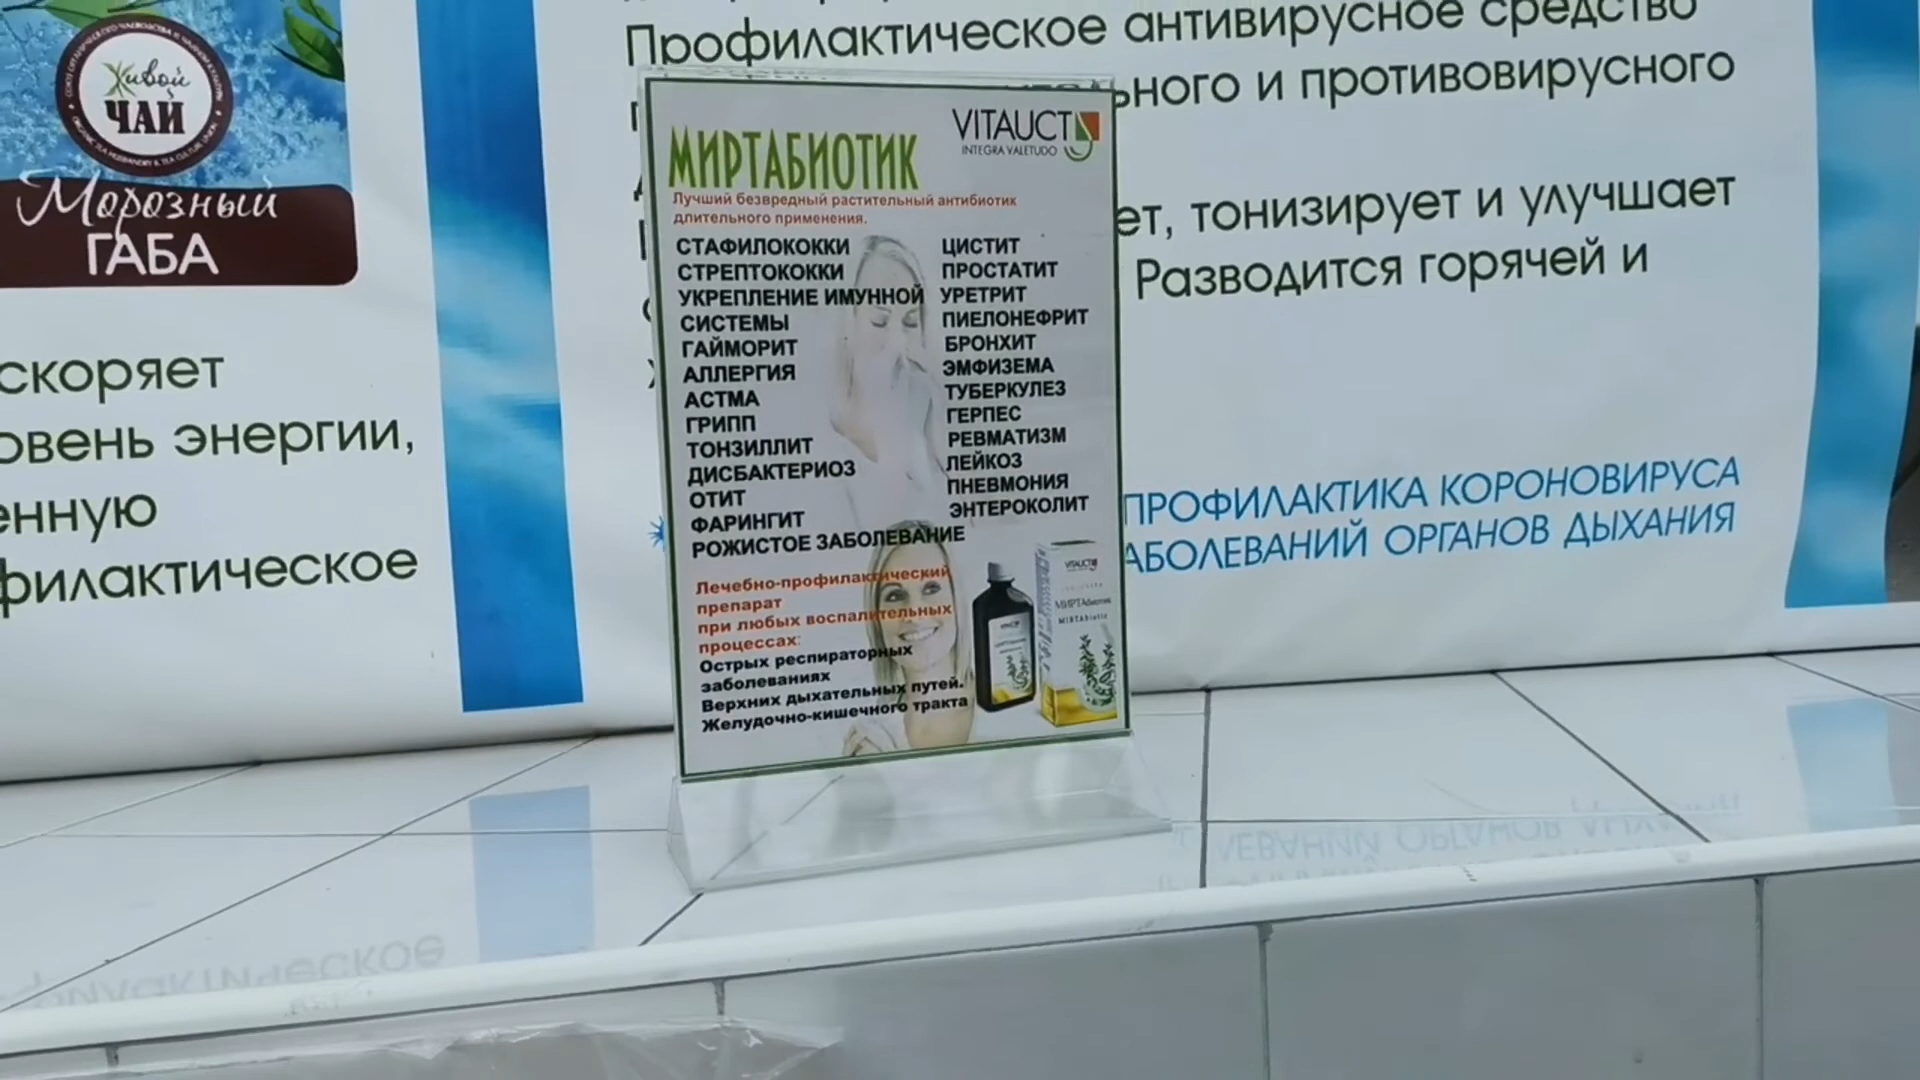 Живой
ЧАЙ
Морозный
ГАБА
скоряет
овень энергии,
енную
филактическое
Профилактическое антивирусное средство
ьного и противовирусного
ет, тонизирует и улучшает
Разводится горячей и
ПРОФИЛАКТИКА КОРОНОВИРУСА
АБОЛЕВАНИЙ ОРГАНОВ ДЫХАНИЯ
VITAUCT
INTEGRA VALETUDO
МИРТАБИОТИК
Лучший безвредный растительный антибиотик
длительного применения.
СТАФИЛОКОККИ
СТРЕПТОКОККИ
УКРЕПЛЕНИЕ ИМУННОЙ
СИСТЕМЫ
ГАЙМОРИТ
АЛЛЕРГИЯ
АСТМА
ГРИПП
ТОНЗИЛЛИТ
ДИСБАКТЕРИОЗ
ОТИТ
ФАРИНГИТ
РОЖИСТОЕ ЗАБОЛЕВАНИЕ
ЦИСТИТ
ПРОСТАТИТ
УРЕТРИТ
ПИЕЛОНЕФРИТ
БРОНХИТ
ЭМФИЗЕМА
ТУБЕРКУЛЕЗ
ГЕРПЕС
РЕВМАТИЗМ
ЛЕЙКОЗ
ПНЕВМОНИЯ
ЭНТЕРОКОЛИТ
Лечебно-профилактический
препарат
при любых воспалительных
процессах:
Острых респираторных
заболеваниях
Верхних дыхательных путей.
Желудочно-кишечного тракта
VITAUCT
МИРТАбиотик
MIRTAbiotic